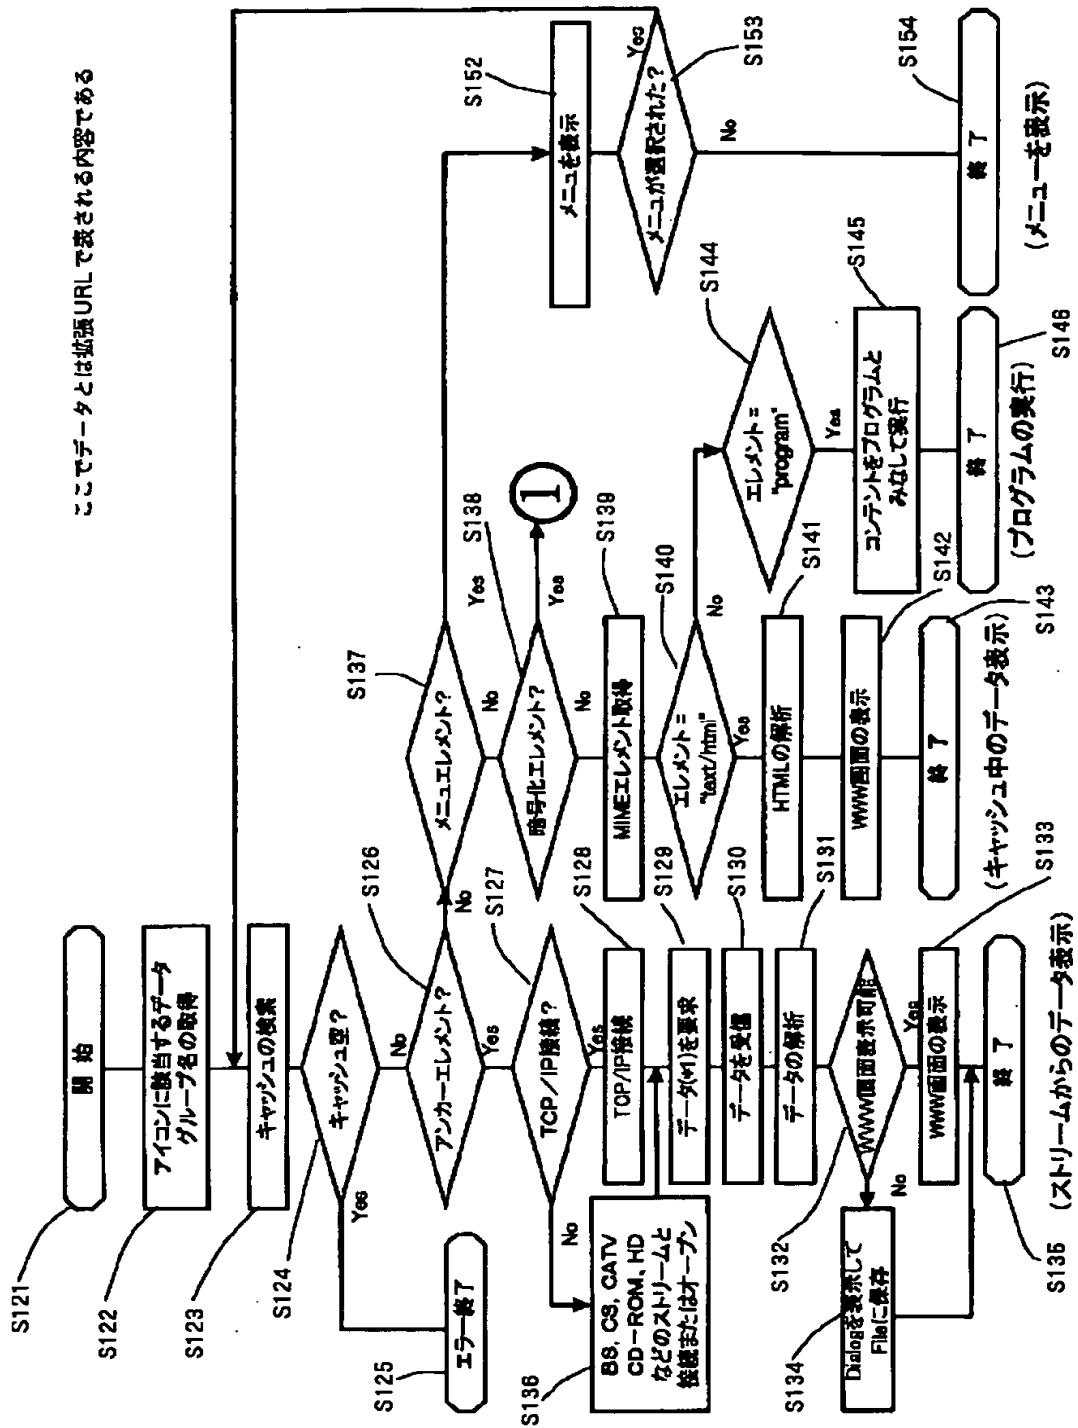 ここでデータとは拡張URLで表される内容である
S121
開 始
S122
アイコンに該当するデータ
グループ名の取得
S123
キャッシュの検索
S124
キャッシュ空?
Yes
No
S125
エラー終了
S126
アンカーエレメント?
No
Yes
S127
TCP/IP接続?
No
Yes
S128
TOP/IP接続
S136
BS, CS, CATV
CD-ROM, HD
などのストリームと
接続またはオープン
S129
データ(*1)を要求
S130
データを受信
S131
データの解析
S132
WWW画面表示可能
No
Yes
S133
WWW画面の表示
S134
Dialogを表示して
Fileに保存
S135
終 了
(ストリームからのデータ表示)
S137
メニュエレメント?
Yes
No
S138
暗号化エレメント?
Yes
1
No
S139
MIMEエレメント取得
S140
エレメント=
"text/html"
No
Yes
S141
HTMLの解析
S142
WWW画面の表示
S143
終 了
(キャッシュ中のデータ表示)
S144
エレメント=
"program"
Yes
S145
コンテントをプログラムと
みなして実行
S146
終 了
(プログラムの実行)
S152
メニュを表示
S153
メニュが選択された?
Yes
No
S154
終 了
(メニューを表示)